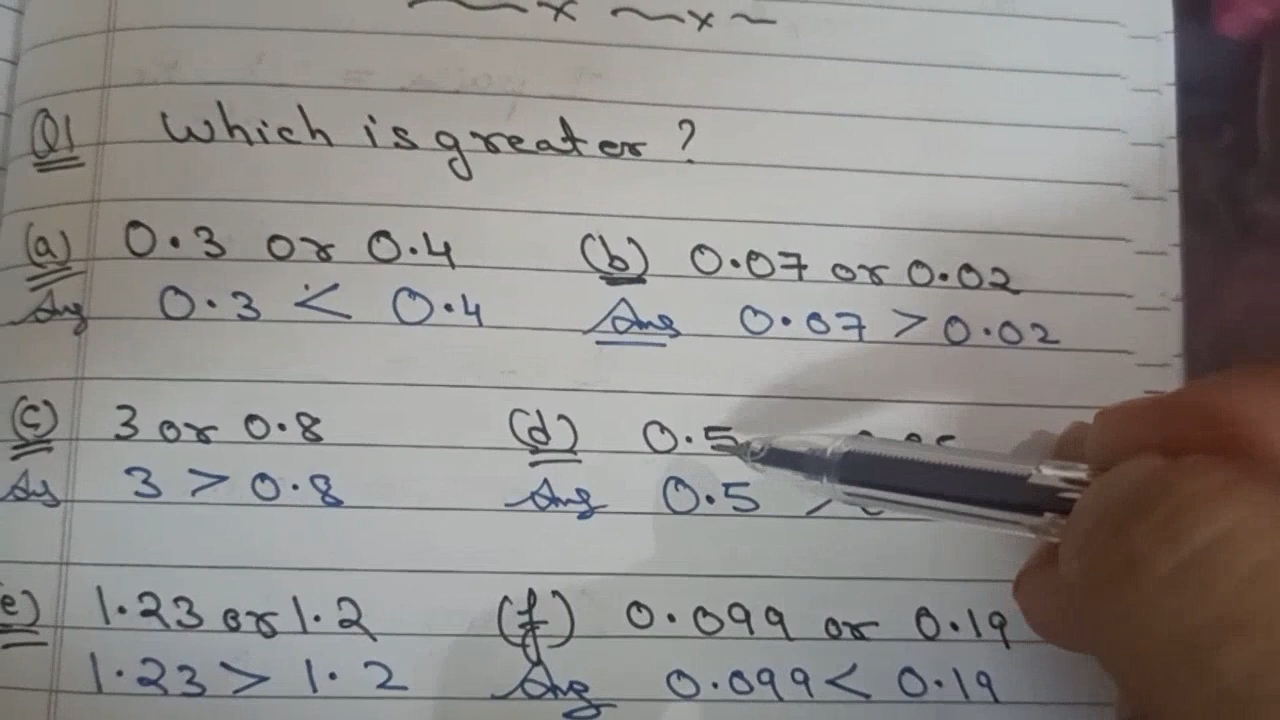 Q1 Which is greater?
(a) 0.3 or 0.4 (b) 0.07 or 0.02
Ans 0.3 < 0.4 Ans 0.07 > 0.02
(c) 3 or 0.8 (d) 0.5
Ans 3 > 0.8 Ans 0.5 >
(e) 1.23 or 1.2 (f) 0.099 or 0.19
1.23 > 1.2 Ans 0.099 < 0.19